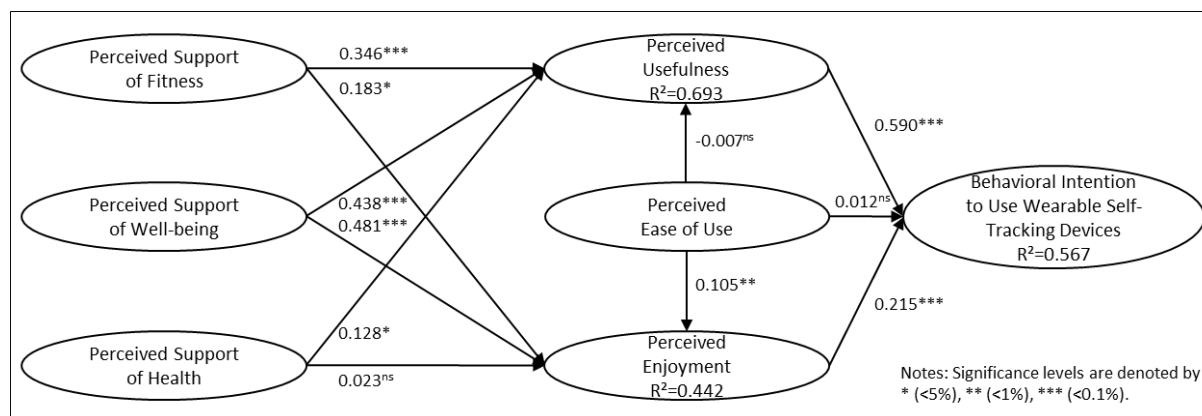 Perceived Support
of Fitness
0.346***
0.183*
Perceived
Usefulness
R²=0.693
0.590***
-0.007ns
Perceived Support
of Well-being
0.438***
0.481***
Perceived
Ease of Use
0.012ns
Behavioral Intention
to Use Wearable Self-
Tracking Devices
R²=0.567
0.105**
0.215***
Perceived Support
of Health
0.128*
0.023ns
Perceived
Enjoyment
R²=0.442
Notes: Significance levels are denoted by
* (<5%), ** (<1%), *** (<0.1%).